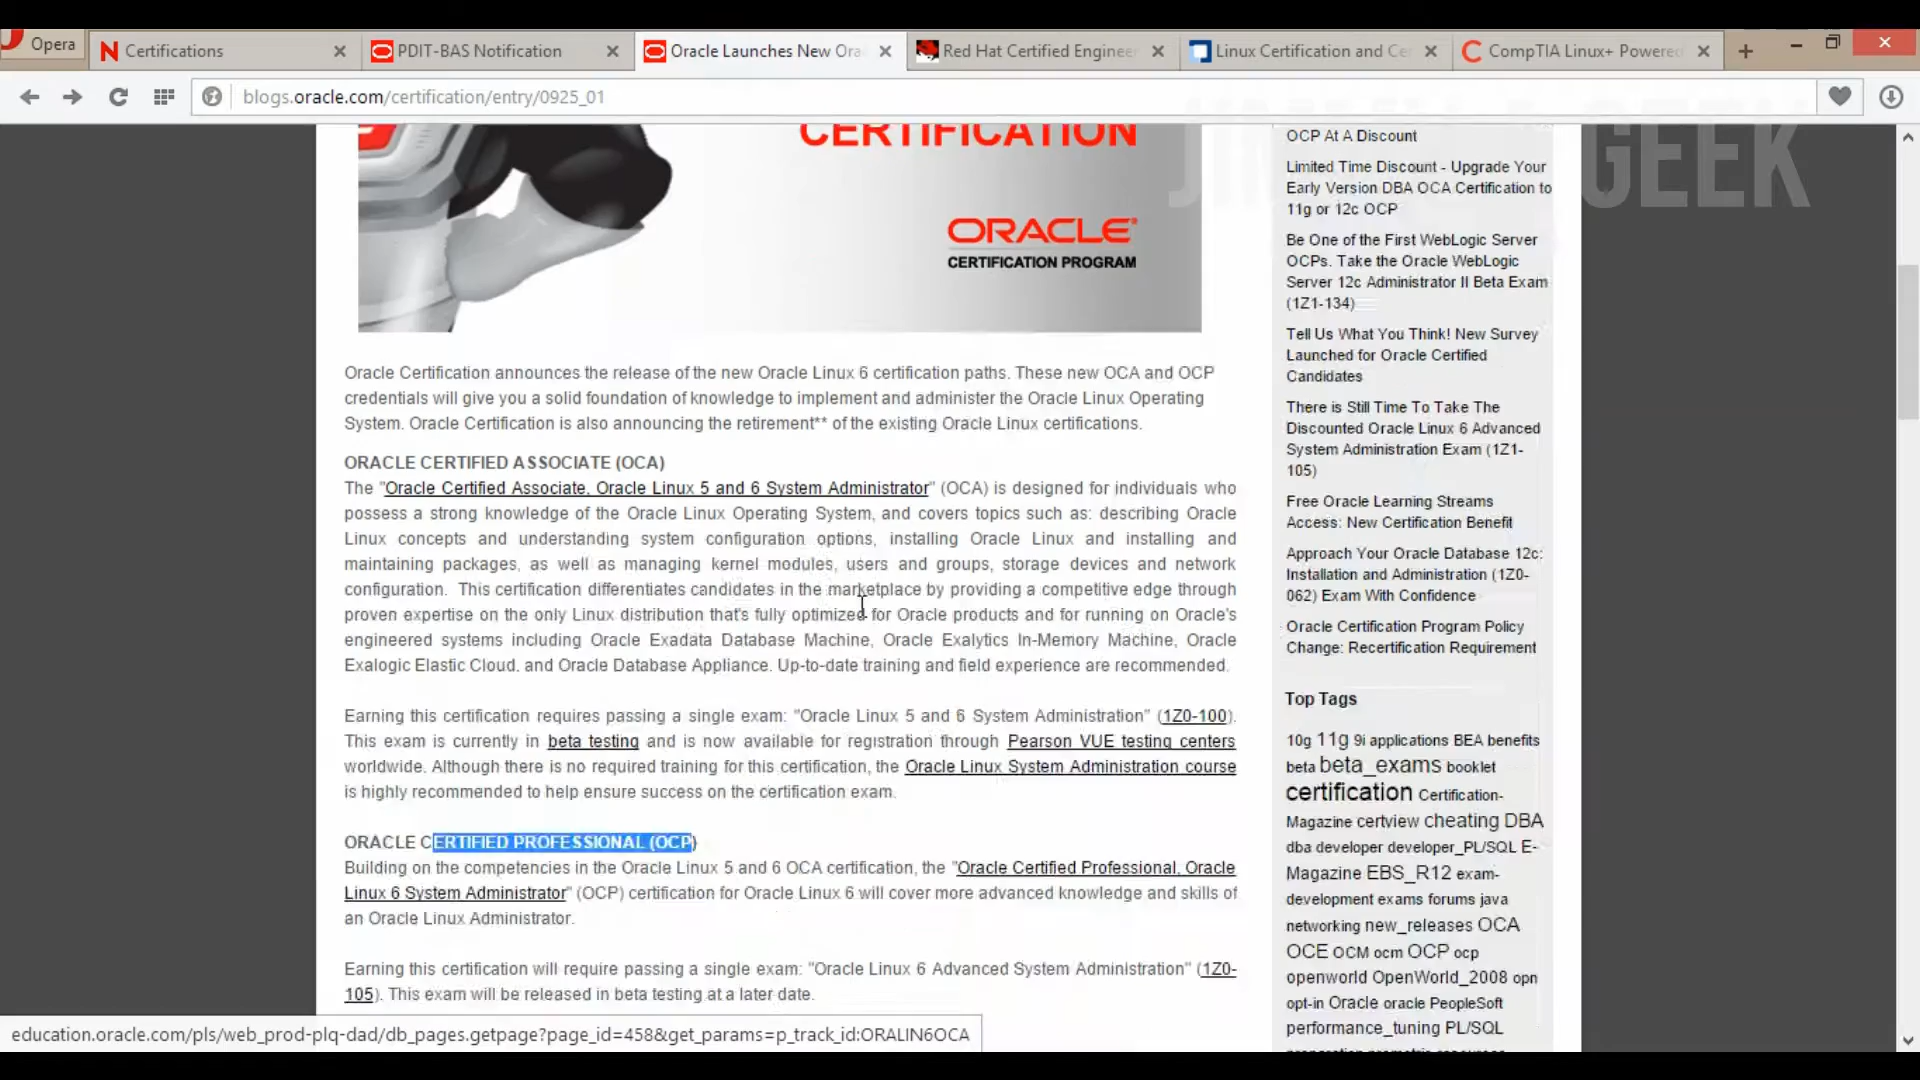 Opera
Certifications
PDIT-BAS Notification
Oracle Launches New Ora
Red Hat Certified Enginee
Linux Certification and Ce
CompTIA Linux+ Powered
blogs.oracle.com/certification/entry/0925_01
GEEK
CERTIFICATION
ORACLE
CERTIFICATION PROGRAM
Oracle Certification announces the release of the new Oracle Linux 6 certification paths. These new OCA and OCP
credentials will give you a solid foundation of knowledge to implement and administer the Oracle Linux Operating
System. Oracle Certification is also announcing the retirement** of the existing Oracle Linux certifications.
ORACLE CERTIFIED ASSOCIATE (OCA)
The "Oracle Certified Associate, Oracle Linux 5 and 6 System Administrator" (OCA) is designed for individuals who
possess a strong knowledge of the Oracle Linux Operating System, and covers topics such as: describing Oracle
Linux concepts and understanding system configuration options, installing Oracle Linux and installing and
maintaining packages, as well as managing kernel modules, users and groups, storage devices and network
configuration. This certification differentiates candidates in the marketplace by providing a competitive edge through
proven expertise on the only Linux distribution that's fully optimized for Oracle products and for running on Oracle's
engineered systems including Oracle Exadata Database Machine, Oracle Exalytics In-Memory Machine, Oracle
Exalogic Elastic Cloud, and Oracle Database Appliance. Up-to-date training and field experience are recommended.
Earning this certification requires passing a single exam: "Oracle Linux 5 and 6 System Administration" (1Z0-100).
This exam is currently in beta testing and is now available for registration through Pearson VUE testing centers
worldwide. Although there is no required training for this certification, the Oracle Linux System Administration course
is highly recommended to help ensure success on the certification exam.
ORACLE CERTIFIED PROFESSIONAL (OCP)
Building on the competencies in the Oracle Linux 5 and 6 OCA certification, the "Oracle Certified Professional, Oracle
Linux 6 System Administrator" (OCP) certification for Oracle Linux 6 will cover more advanced knowledge and skills of
an Oracle Linux Administrator.
Earning this certification will require passing a single exam: "Oracle Linux 6 Advanced System Administration" (1Z0-
105). This exam will be released in beta testing at a later date.
OCP At A Discount
Limited Time Discount - Upgrade Your
Early Version DBA OCA Certification to
11g or 12c OCP
Be One of the First WebLogic Server
OCPs. Take the Oracle WebLogic
Server 12c Administrator II Beta Exam
(1Z1-134)
Tell Us What You Think! New Survey
Launched for Oracle Certified
Candidates
There is Still Time To Take The
Discounted Oracle Linux 6 Advanced
System Administration Exam (1Z1-
105)
Free Oracle Learning Streams
Access: New Certification Benefit
Approach Your Oracle Database 12c:
Installation and Administration (1Z0-
062) Exam With Confidence
Oracle Certification Program Policy
Change: Recertification Requirement
Top Tags
10g 11g 9i applications BEA benefits
beta beta_exams booklet
certification Certification-
Magazine certview cheating DBA
dba developer developer_PL/SQL E-
Magazine EBS_R12 exam-
development exams forums java
networking new_releases OCA
OCE OCM ocm OCP ocp
openworld OpenWorld_2008 opn
opt-in Oracle oracle PeopleSoft
performance_tuning PL/SQL
education.oracle.com/pls/web_prod-plq-dad/db_pages.getpage?page_id=458&get_params=p_track_id:ORALIN6OCA